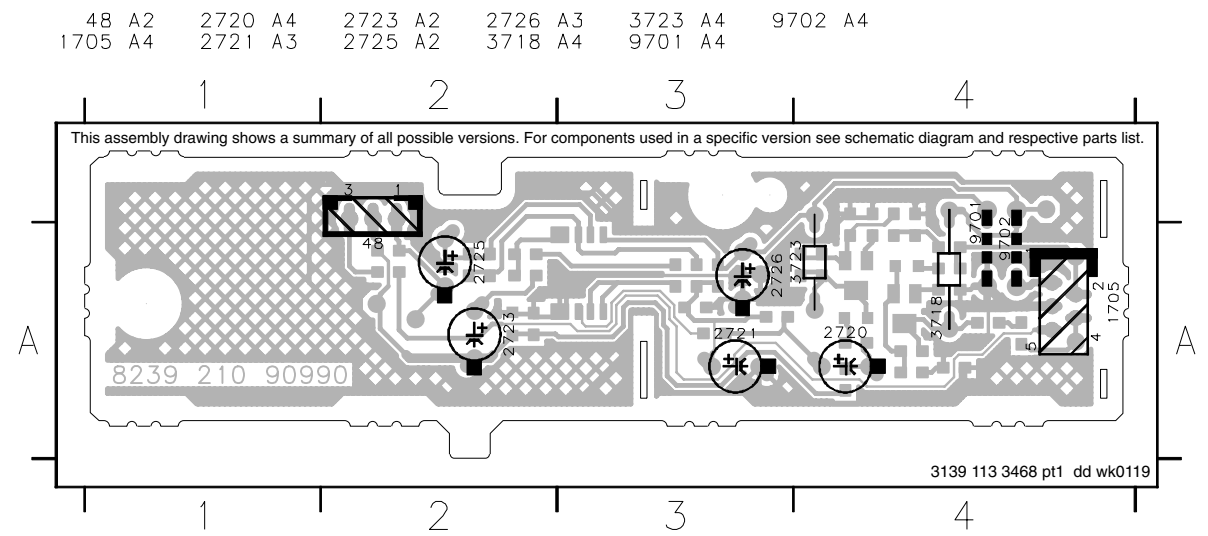 48 A2 2720 A4 2723 A2 2726 A3 3723 A4 9702 A4
1705 A4 2721 A3 2725 A2 3718 A4 9701 A4
1 2 3 4
This assembly drawing shows a summary of all possible versions. For components used in a specific version see schematic diagram and respective parts list.
3 1
48
2725
2723
2726
3723
2721
2720
3718
9701
9702
1
2
1705
5
4
A A
8239 210 90990
3139 113 3468 pt1 dd wk0119
1 2 3 4